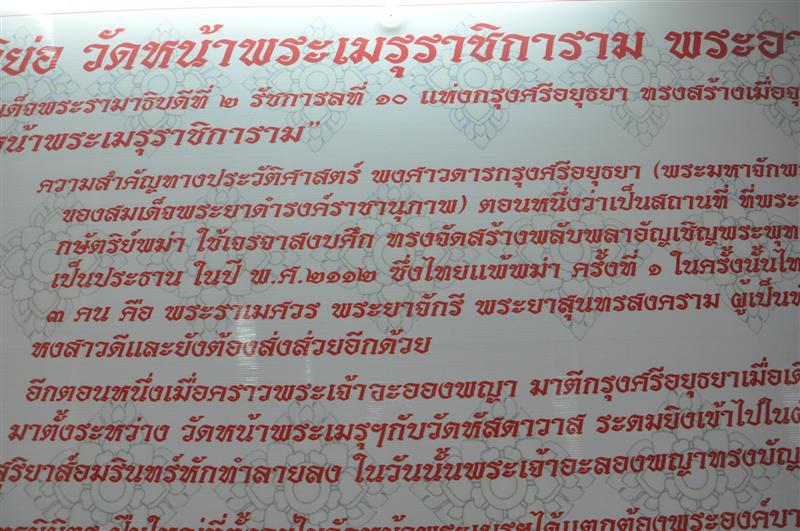 ย่อ วัดหน้าพระเมรุราชิการาม พระอา
เด็จพระรามาธิบดีที่ ๒ รัชการลที่ ๑๐ แห่งกรุงศรีอยุธยา ทรงสร้างเมื่อจุ
หน้าพระเมรุราชิการาม”
ความสำคัญทางประวัติศาสตร์ พงศาวดารกรุงศรีอยุธยา (พระมหาจักพ
ของสมเด็จพระยาดำรงค์ราชานุภาพ) ตอนหนึ่งว่าเป็นสถานที่ ที่พระ
กษัตริย์พม่า ใช้เจรจาสงบศึก ทรงจัดสร้างพลับพลาอัญเชิญพระพุท
เป็นประธาน ในปี พ.ศ.๒๑๑๒ ซึ่งไทยแพ้พม่า ครั้งที่ ๑ ในครั้งนั้นไท
๓ คน คือ พระราเมศวร พระยาจักรี พระยาสุนทรสงคราม ผู้เป็น
หงสาวดีและยังต้องส่งส่วยอีกด้วย
อีกตอนหนึ่งเมื่อคราวพระเจ้าอะอองพญา มาตีกรุงศรีอยุธยาเมื่อเดื
มาตั้งระหว่าง วัดหน้าพระเมรุฯกับวัดหัสดาวาส ระดมยิงเข้าไปใน
สุริยาส์อมรินทร์หักทำลายลง ในวันนั้นพระเจ้าอะลองพญาทรงบัญ